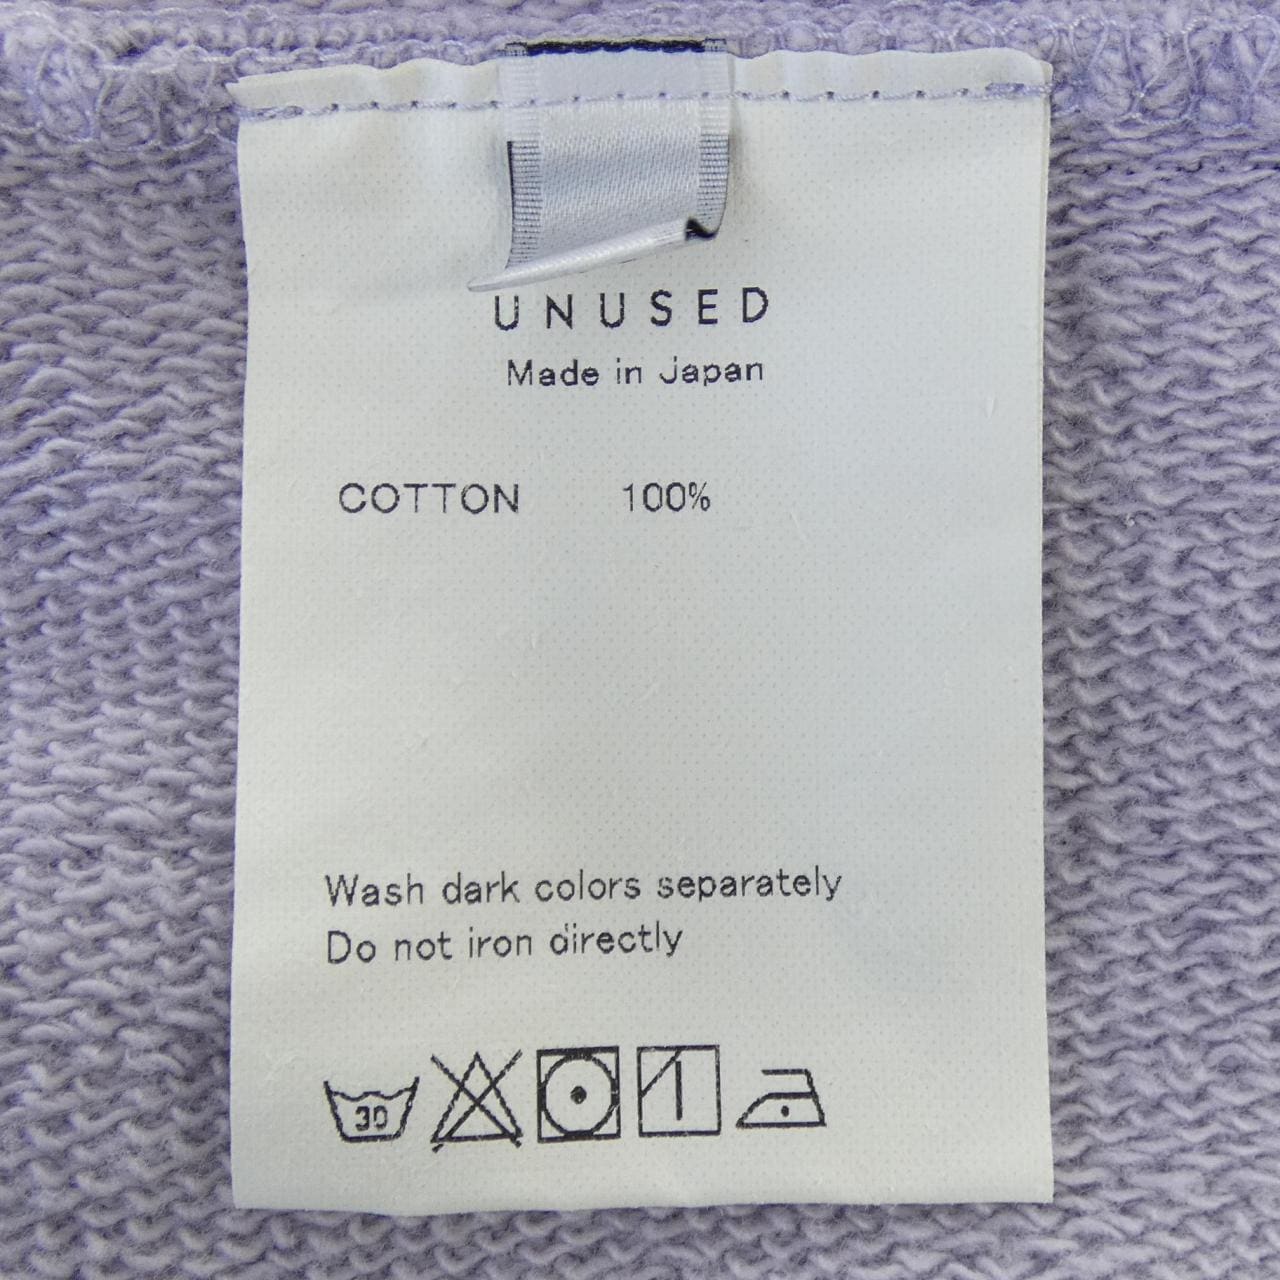 UNUSED
Made in Japan
COTTON 100%
Wash dark colors separately
Do not iron directly
30